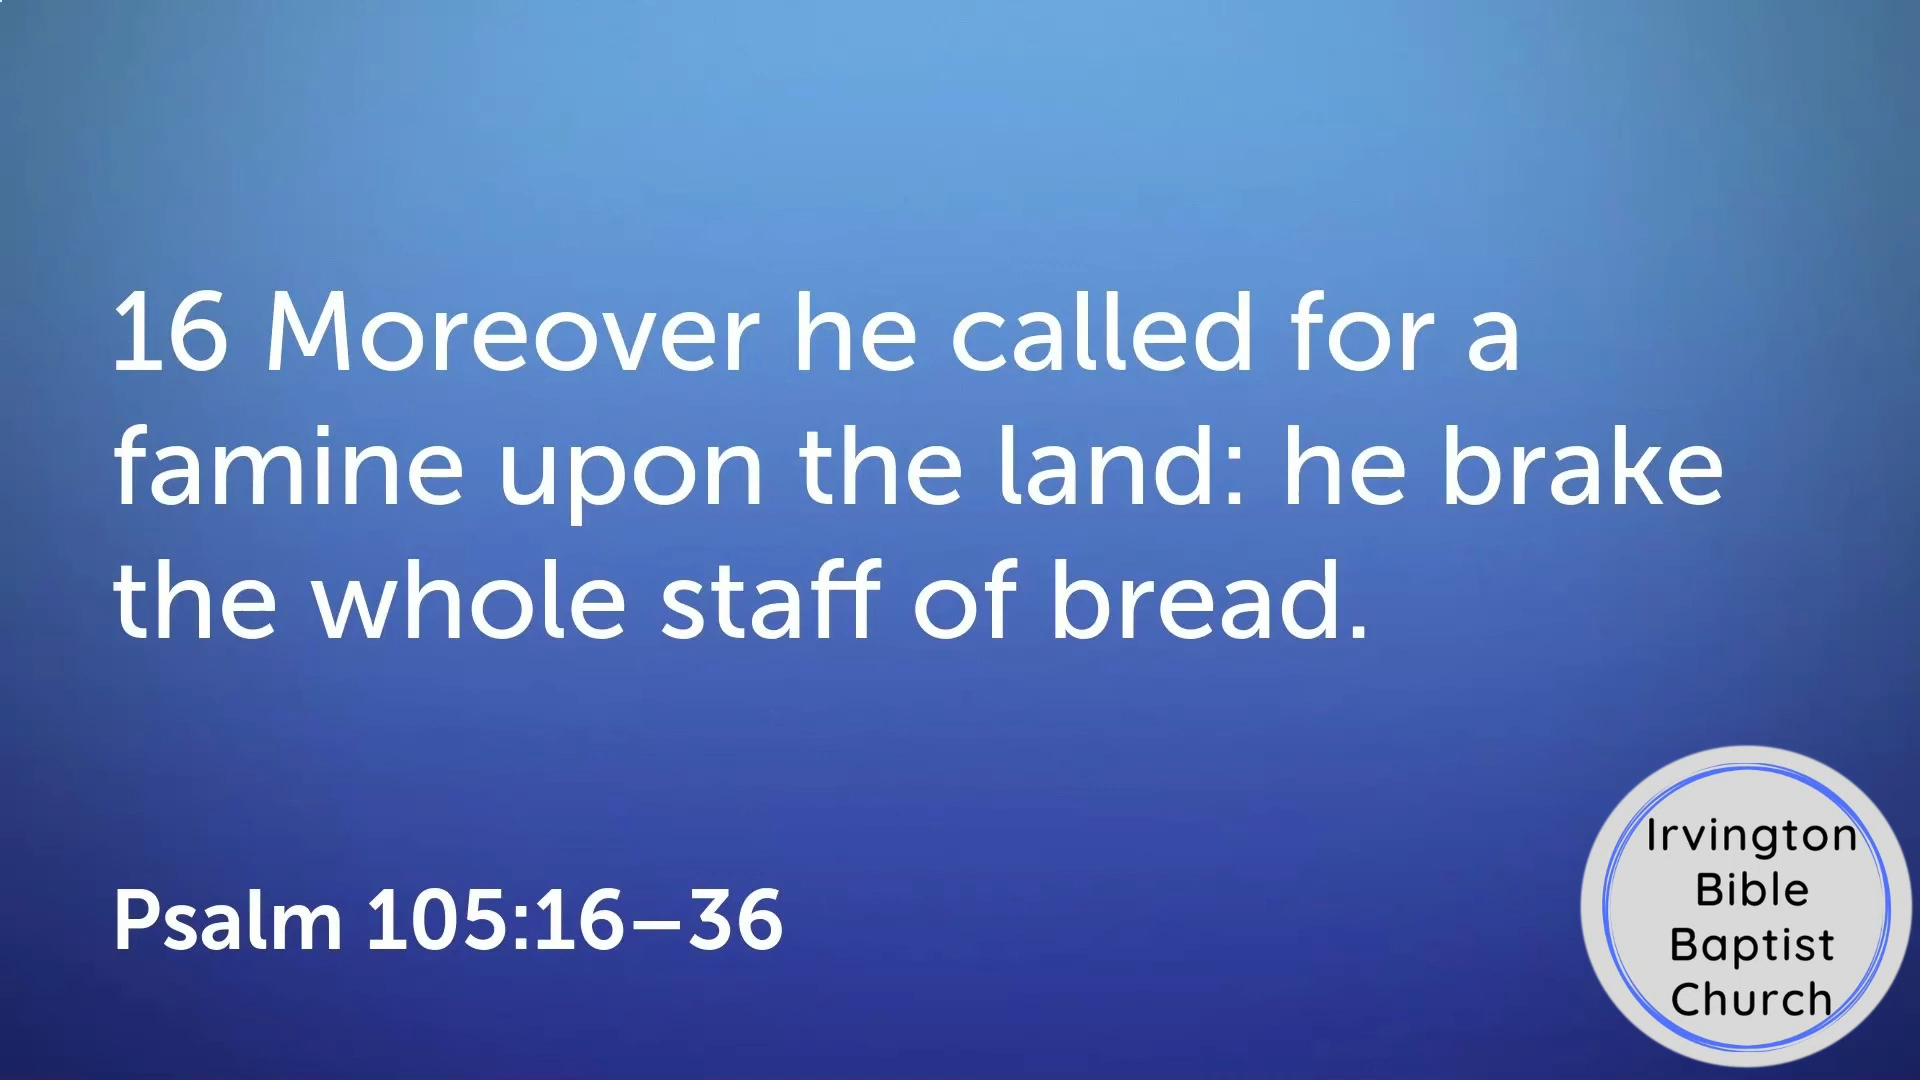 16 Moreover he called for a
famine upon the land: he brake
the whole staff of bread.
Psalm 105:16–36
Irvington
Bible
Baptist
Church